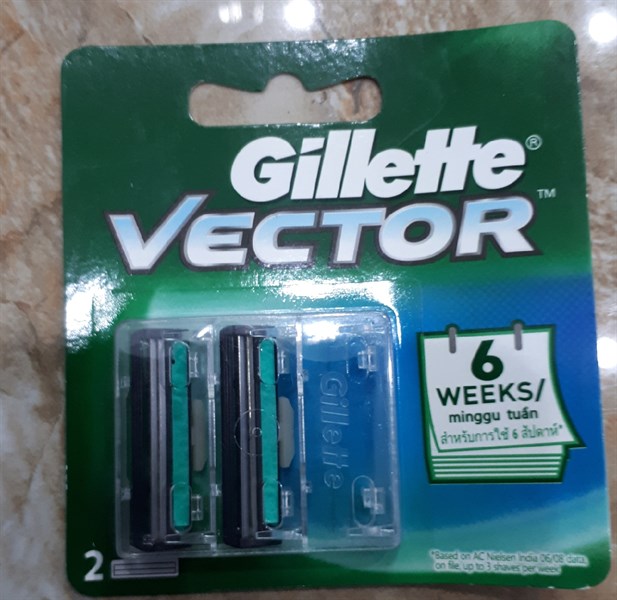 Gillette®
VECTOR™
6
WEEKS/
minggu tuần
สำหรับการใช้ 6 สัปดาห์*
Gillette
2
*Based on AC Nielsen India 06/08 data
on file, up to 3 shaves per week